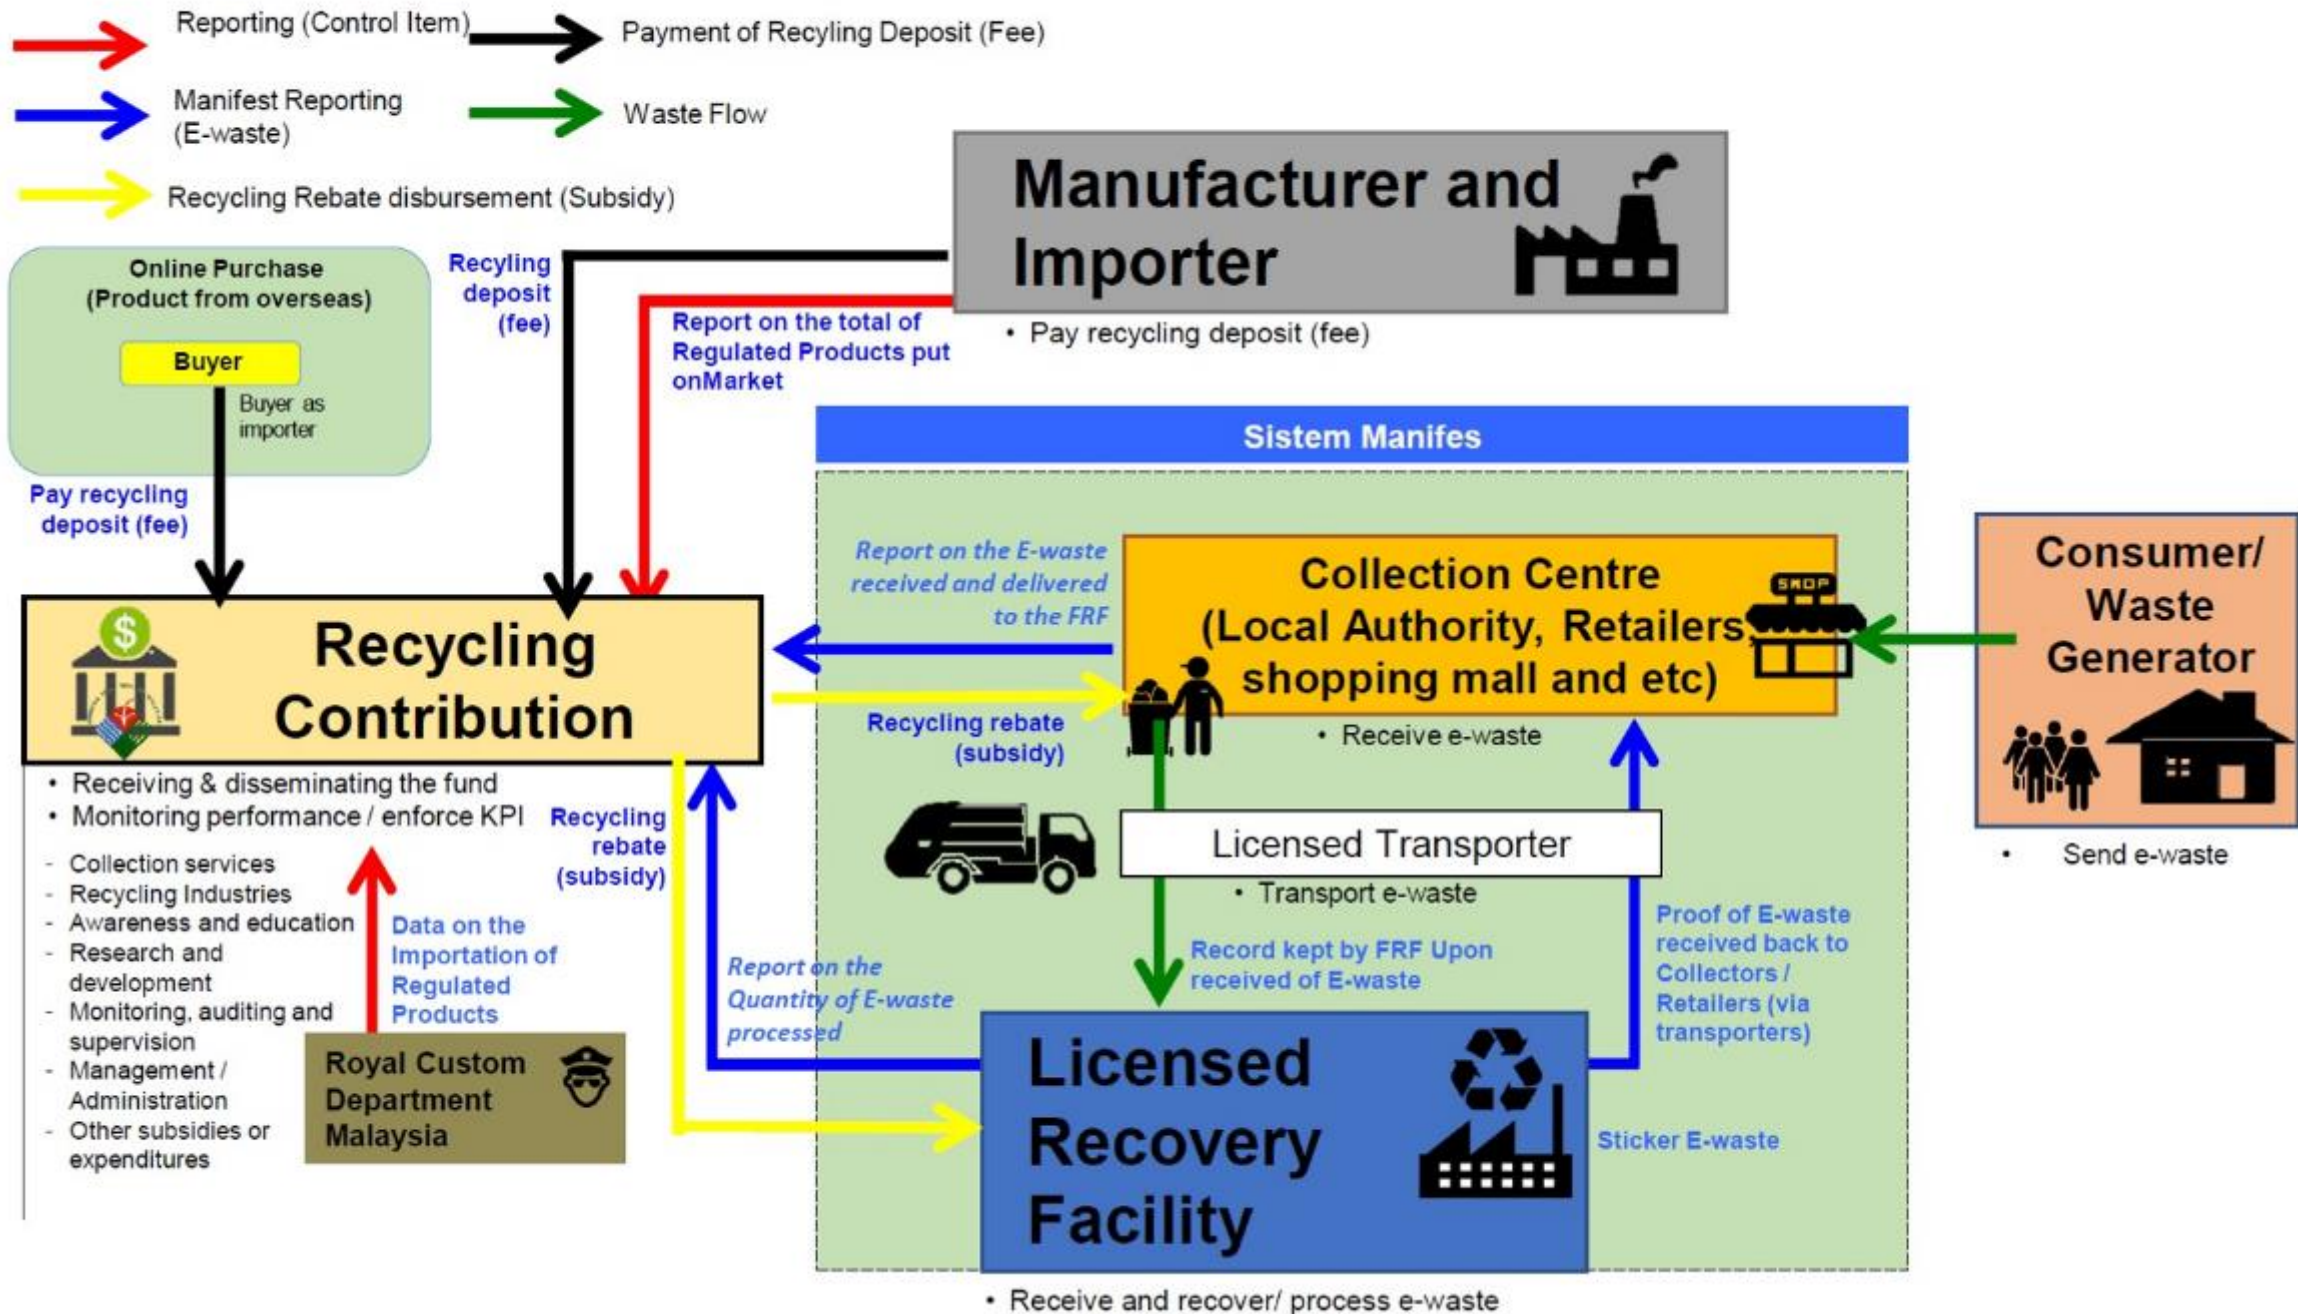 Reporting (Control Item)
Payment of Recyling Deposit (Fee)
Manifest Reporting
(E-waste)
Waste Flow
Recycling Rebate disbursement (Subsidy)
Manufacturer and
Importer
• Pay recycling deposit (fee)
Online Purchase
(Product from overseas)
Buyer
Buyer as
importer
Pay recycling
deposit (fee)
Recyling
deposit
(fee)
Report on the total of
Regulated Products put
onMarket
Sistem Manifes
Report on the E-waste
received and delivered
to the FRF
Collection Centre
(Local Authority, Retailers,
shopping mall and etc)
SHOP
• Receive e-waste
Consumer/
Waste
Generator
• Send e-waste
$
Recycling
Contribution
• Receiving & disseminating the fund
• Monitoring performance / enforce KPI
- Collection services
- Recycling Industries
- Awareness and education
- Research and
development
- Monitoring, auditing and
supervision
- Management /
Administration
- Other subsidies or
expenditures
Recycling rebate
(subsidy)
Recycling
rebate
(subsidy)
Data on the
Importation of
Regulated
Products
Royal Custom
Department
Malaysia
Report on the
Quantity of E-waste
processed
Licensed Transporter
• Transport e-waste
Record kept by FRF Upon
received of E-waste
Proof of E-waste
received back to
Collectors /
Retailers (via
transporters)
Licensed
Recovery
Facility
Sticker E-waste
• Receive and recover/ process e-waste